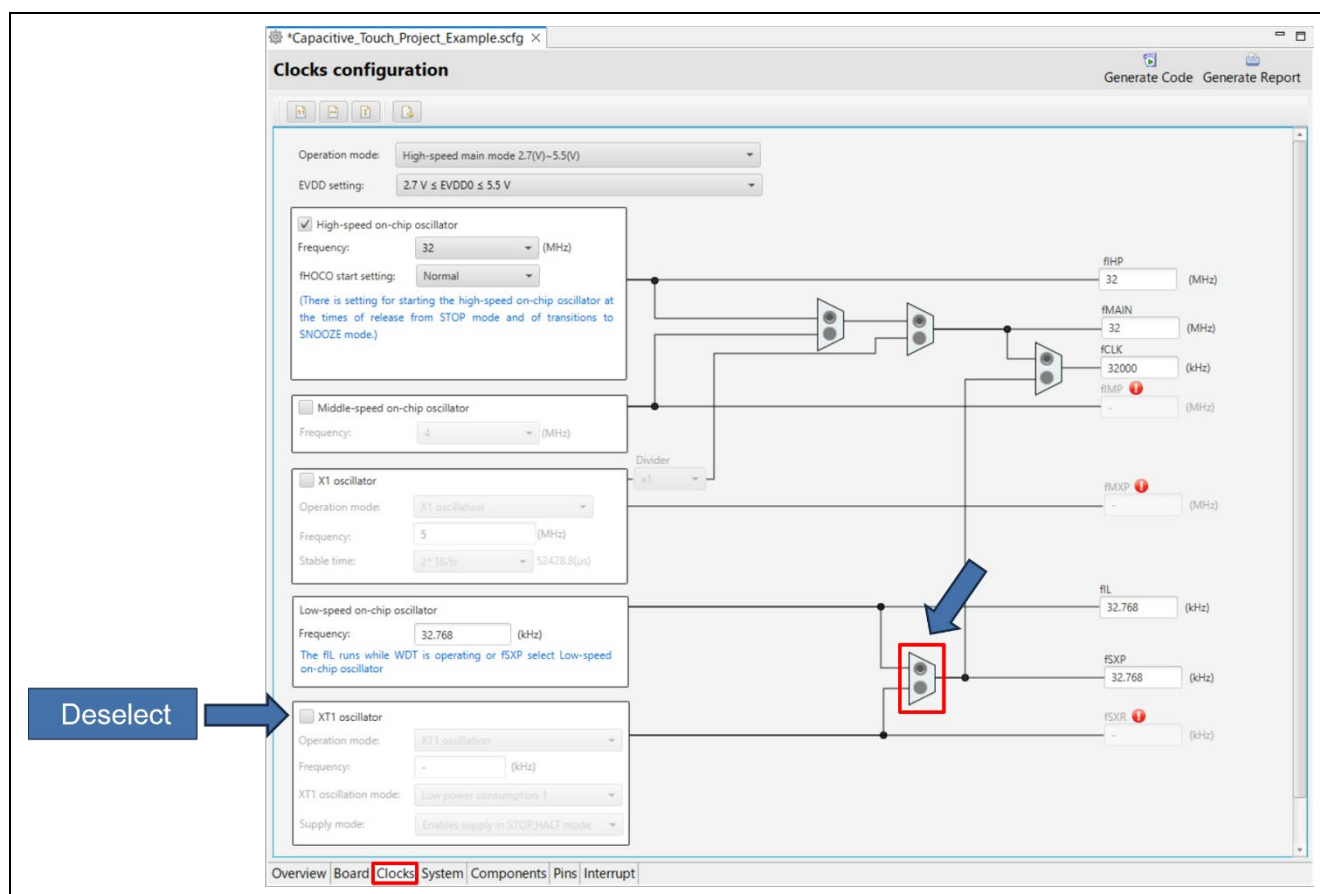 *Capacitive_Touch_Project_Example.scfg
Clocks configuration
Generate Code Generate Report
Operation mode: High-speed main mode 2.7(V)~5.5(V)
EVDD setting: 2.7 V ≤ EVDD0 ≤ 5.5 V
High-speed on-chip oscillator
Frequency: 32 (MHz)
fHOCO start setting: Normal
(There is setting for starting the high-speed on-chip oscillator at
the times of release from STOP mode and of transitions to
SNOOZE mode.)
fIHP
32 (MHz)
fMAIN
32 (MHz)
fCLK
32000 (kHz)
fIMP
- (MHz)
Middle-speed on-chip oscillator
Frequency: 4 (MHz)
Divider
x1
X1 oscillator
Operation mode: X1 oscillation
Frequency: 5 (MHz)
Stable time: 2^18/fx 52428.8(μs)
fMXP
- (MHz)
Low-speed on-chip oscillator
Frequency: 32.768 (kHz)
The fIL runs while WDT is operating or fSXP select Low-speed
on-chip oscillator
fIL
32.768 (kHz)
fSXP
32.768 (kHz)
fSXR
- (kHz)
Deselect
XT1 oscillator
Operation mode: XT1 oscillation
Frequency: - (kHz)
XT1 oscillation mode: Low power consumption 1
Supply mode: Enables supply in STOP,HALT mode
Overview Board Clocks System Components Pins Interrupt